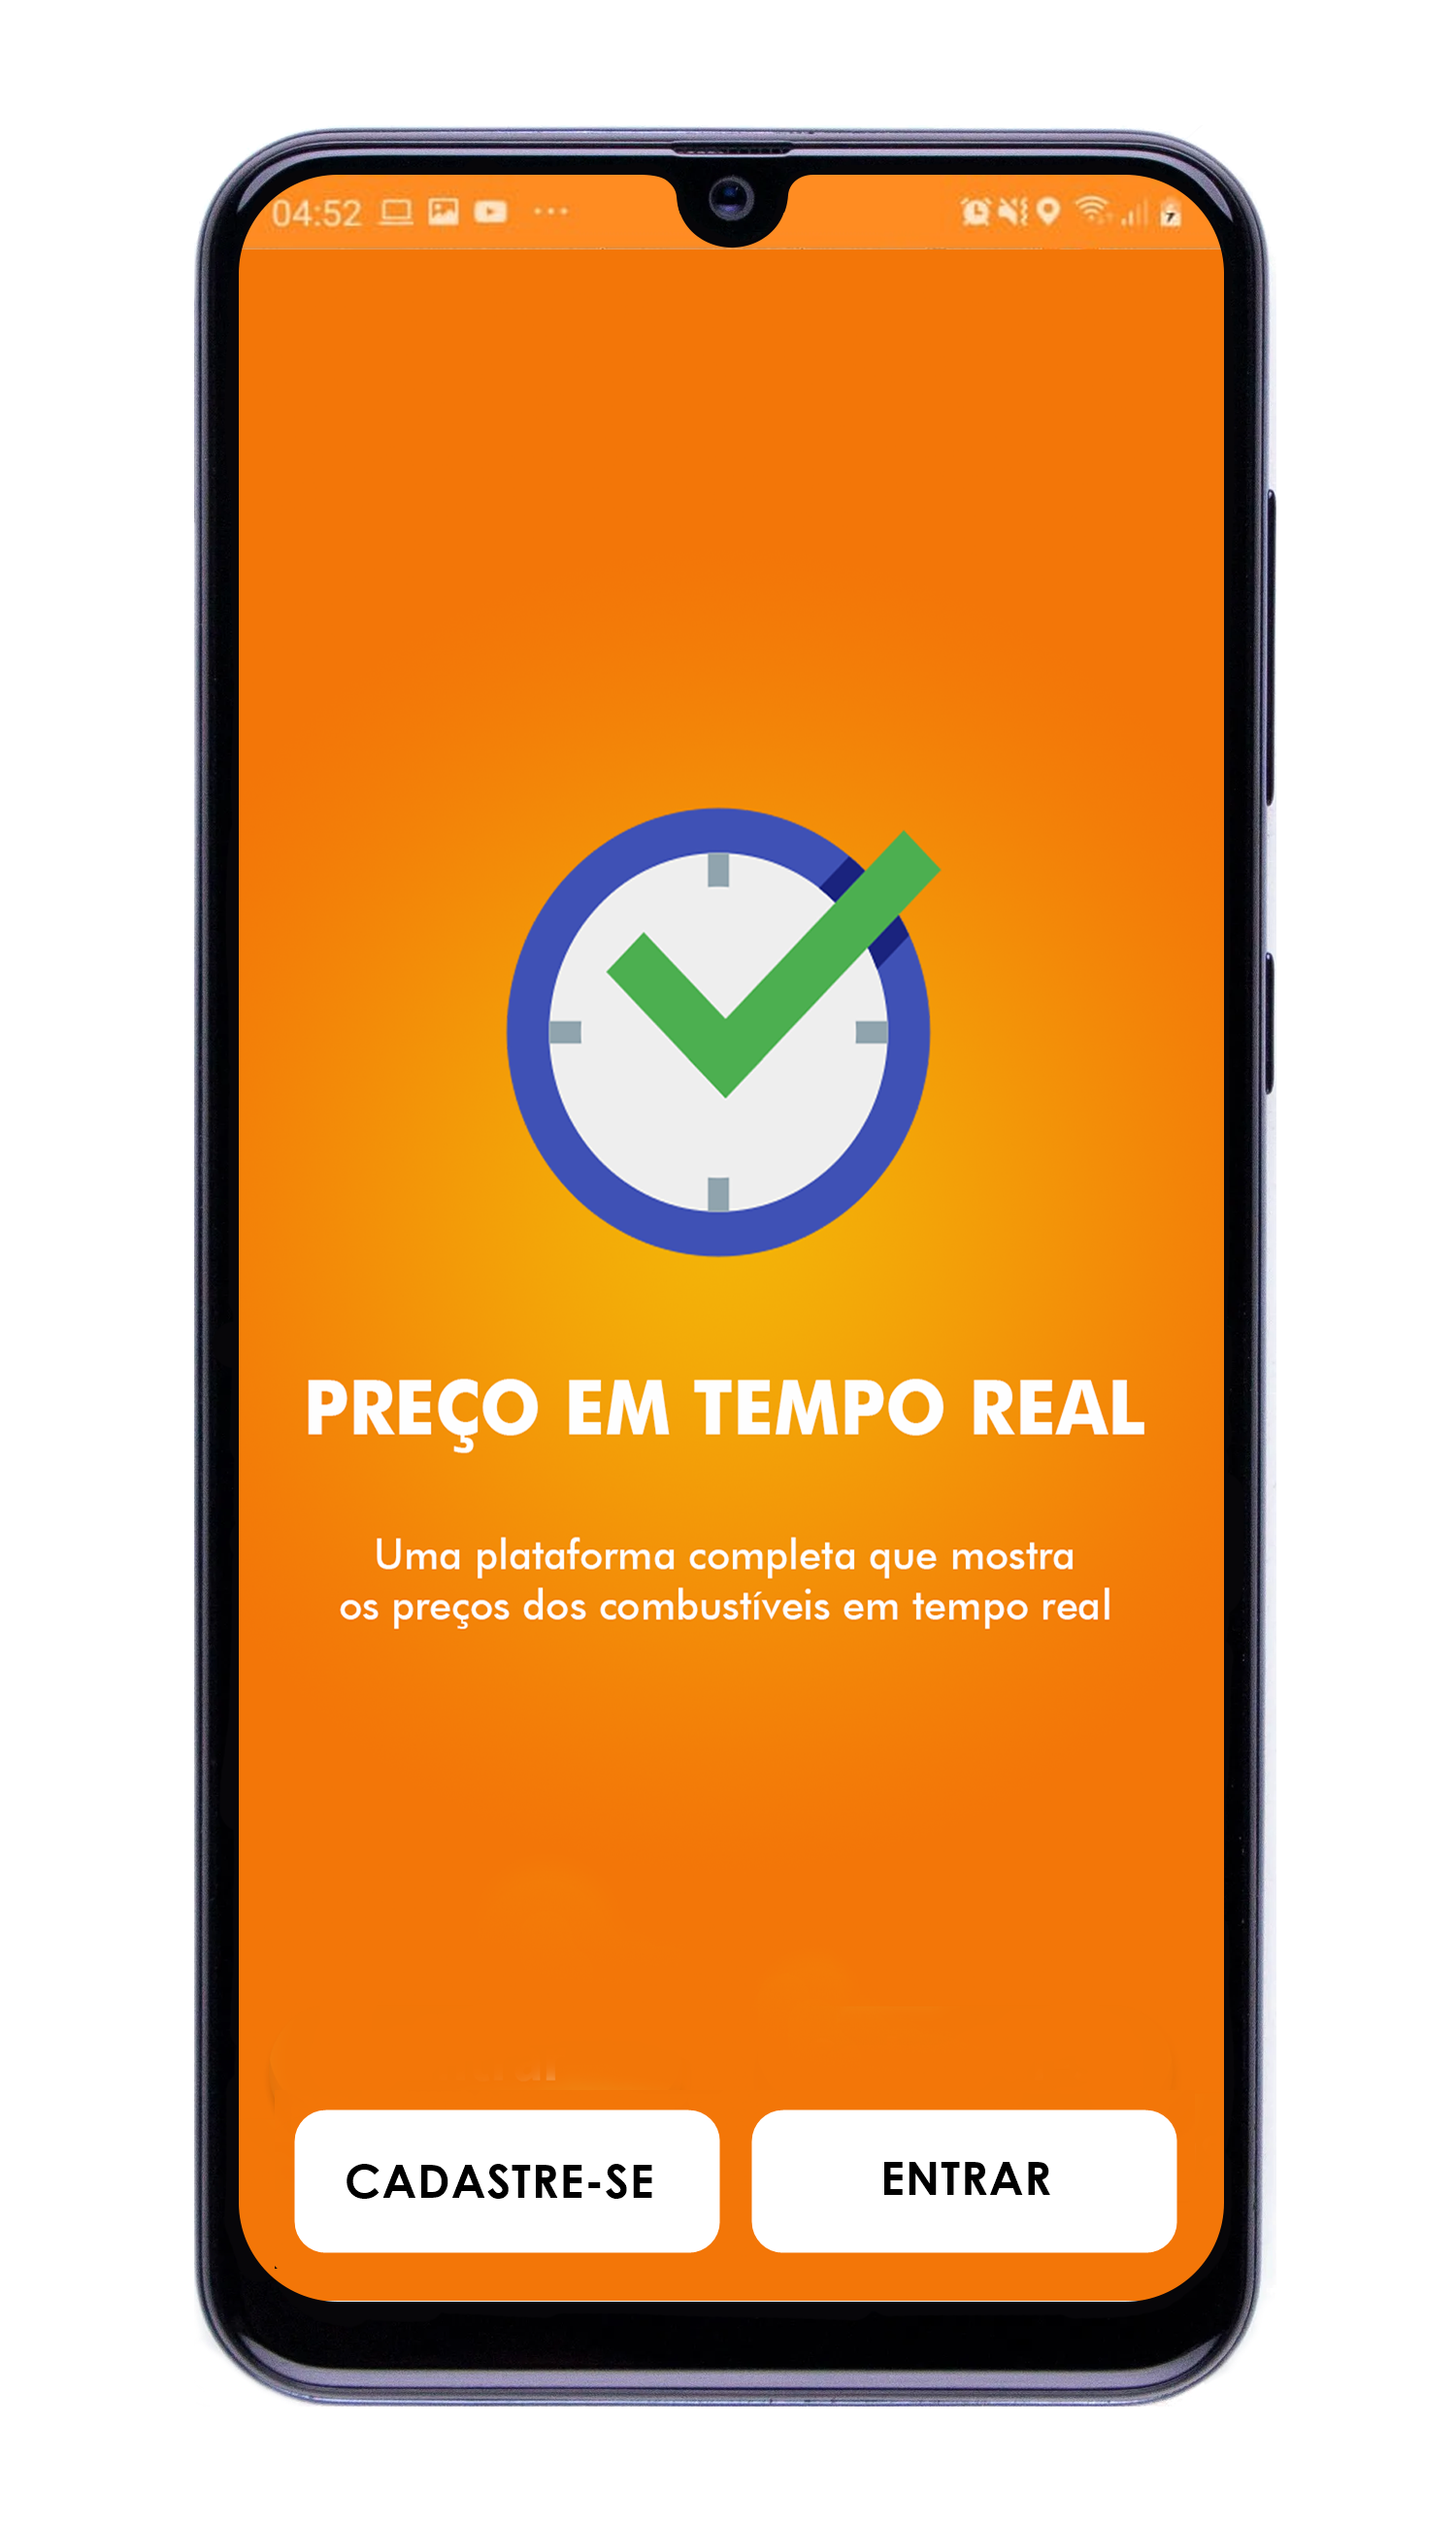 04:52
PREÇO EM TEMPO REAL
Uma plataforma completa que mostra
os preços dos combustíveis em tempo real
CADASTRE-SE
ENTRAR